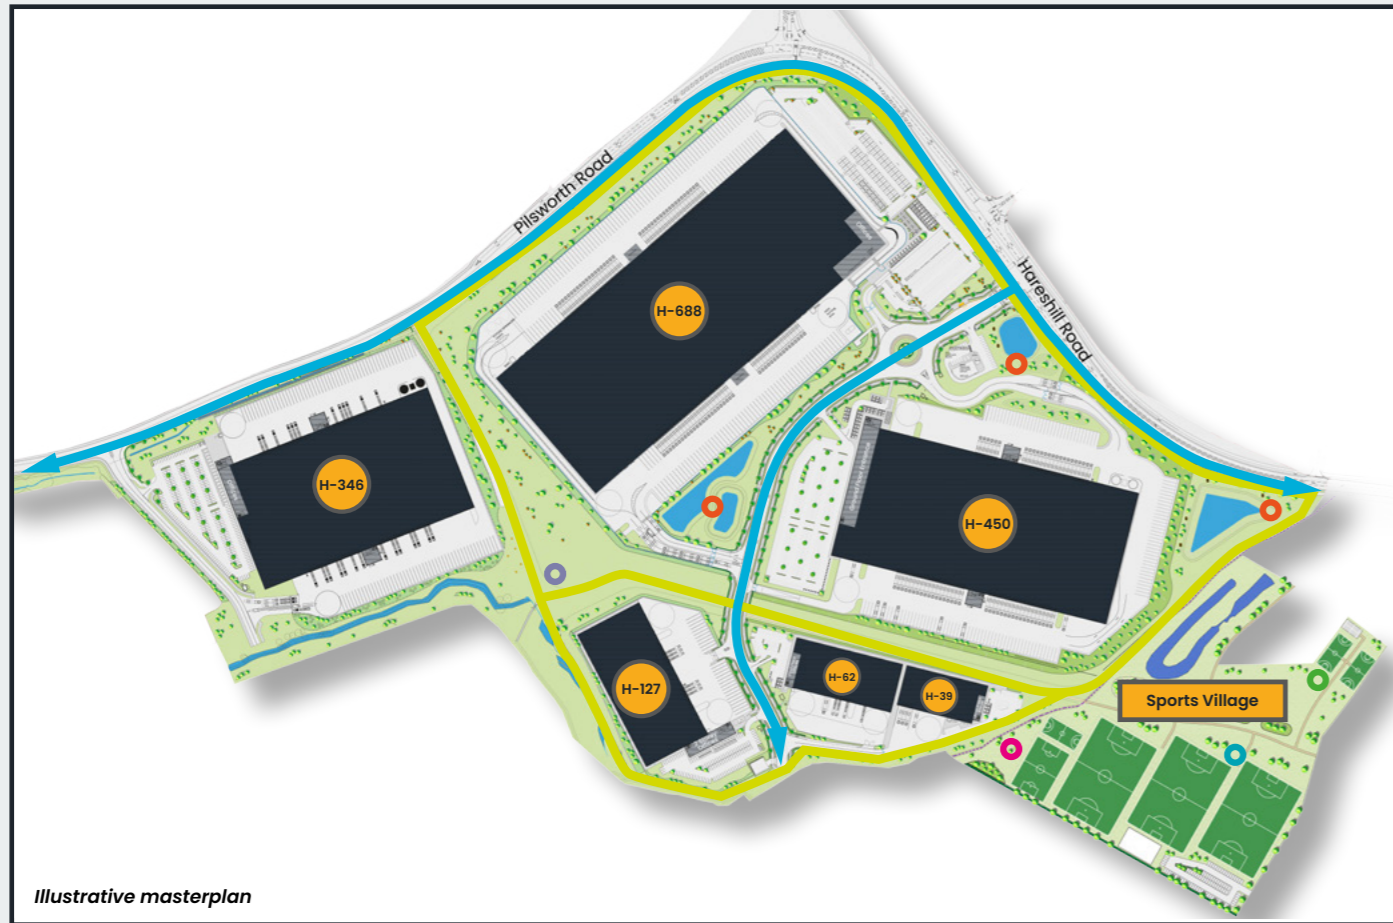 Pilsworth Road
Hareshill Road
H-688
H-346
H-450
H-127
H-62
H-39
Sports Village
Illustrative masterplan